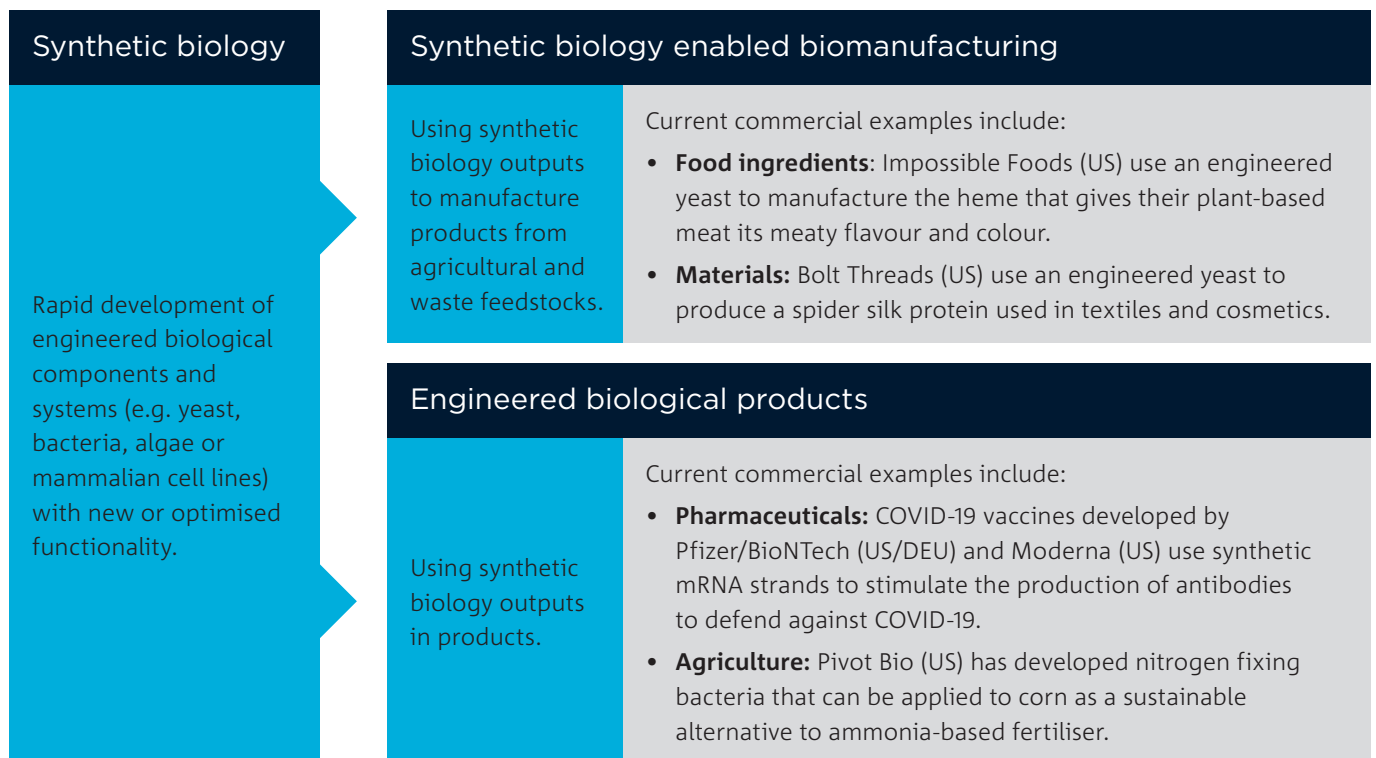 Synthetic biology
Rapid development of
engineered biological
components and
systems (e.g. yeast,
bacteria, algae or
mammalian cell lines)
with new or optimised
functionality.
Synthetic biology enabled biomanufacturing
Using synthetic
biology outputs
to manufacture
products from
agricultural and
waste feedstocks.
Current commercial examples include:
• Food ingredients: Impossible Foods (US) use an engineered
yeast to manufacture the heme that gives their plant-based
meat its meaty flavour and colour.
• Materials: Bolt Threads (US) use an engineered yeast to
produce a spider silk protein used in textiles and cosmetics.
Engineered biological products
Using synthetic
biology outputs
in products.
Current commercial examples include:
• Pharmaceuticals: COVID-19 vaccines developed by
Pfizer/BioNTech (US/DEU) and Moderna (US) use synthetic
mRNA strands to stimulate the production of antibodies
to defend against COVID-19.
• Agriculture: Pivot Bio (US) has developed nitrogen fixing
bacteria that can be applied to corn as a sustainable
alternative to ammonia-based fertiliser.